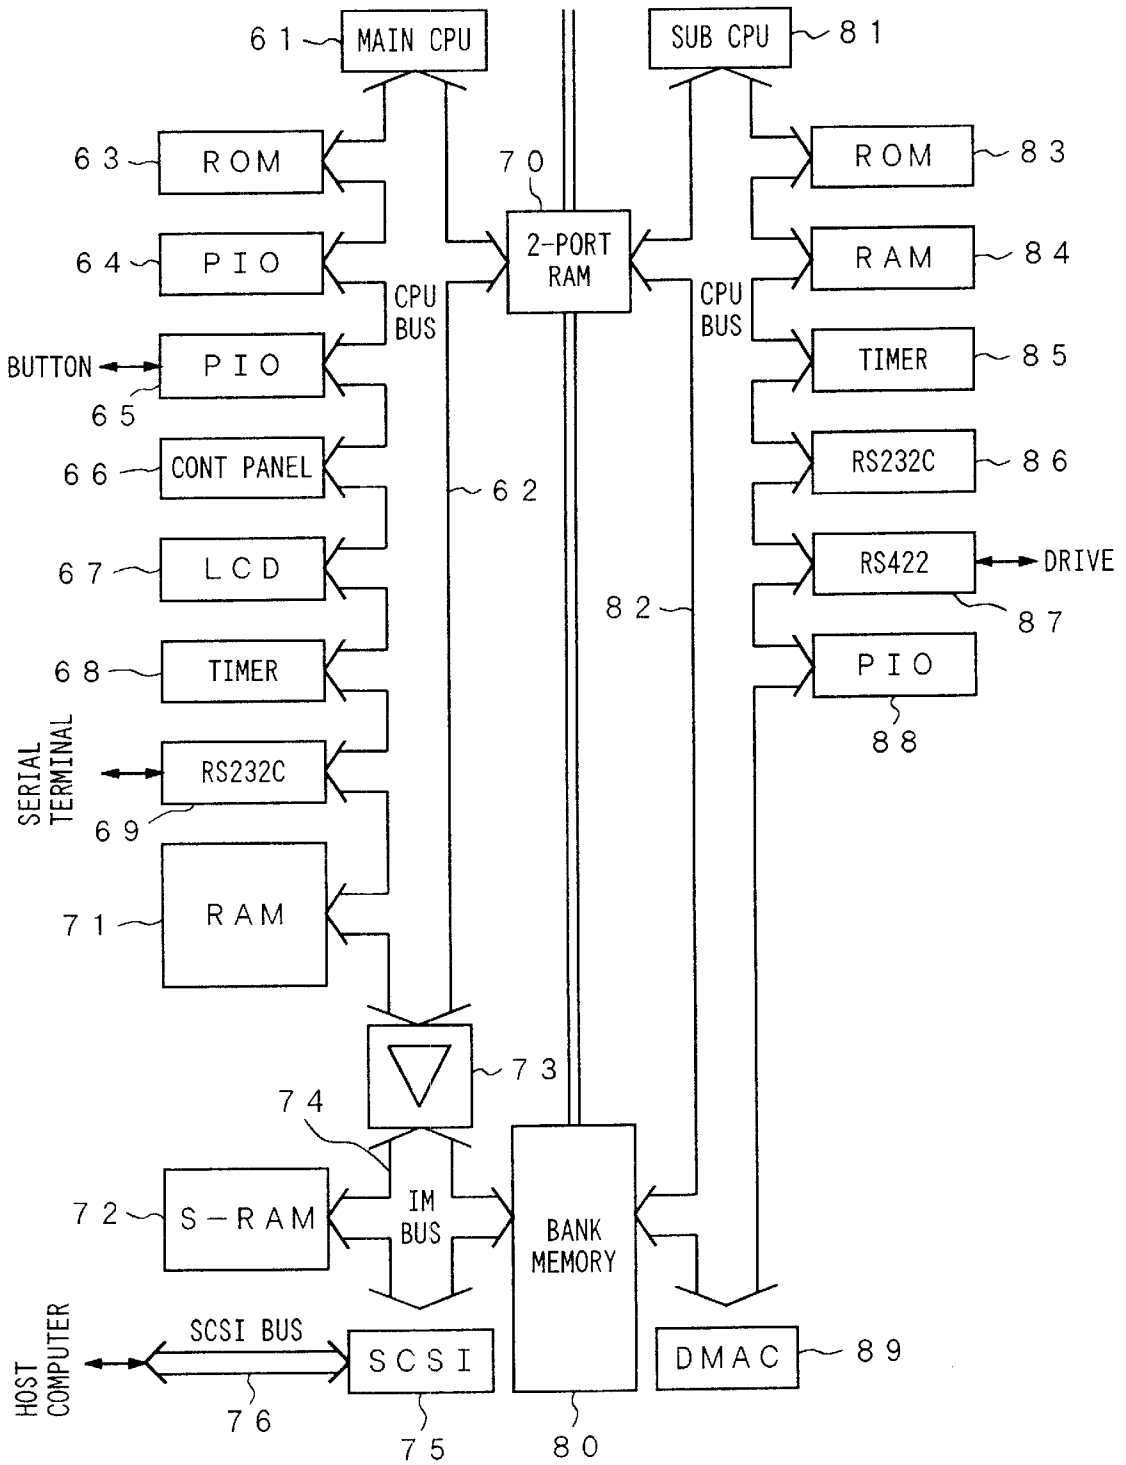 61
MAIN CPU
SUB CPU
81
63
ROM
70
ROM
83
64
PIO
2-PORT
RAM
RAM
84
CPU
BUS
CPU
BUS
BUTTON
PIO
65
TIMER
85
66
CONT PANEL
62
RS232C
86
67
LCD
RS422
DRIVE
82
87
68
TIMER
PIO
88
SERIAL
TERMINAL
RS232C
69
71
RAM
73
74
72
S-RAM
IM
BUS
BANK
MEMORY
HOST
COMPUTER
SCSI BUS
76
SCSI
75
80
DMAC
89